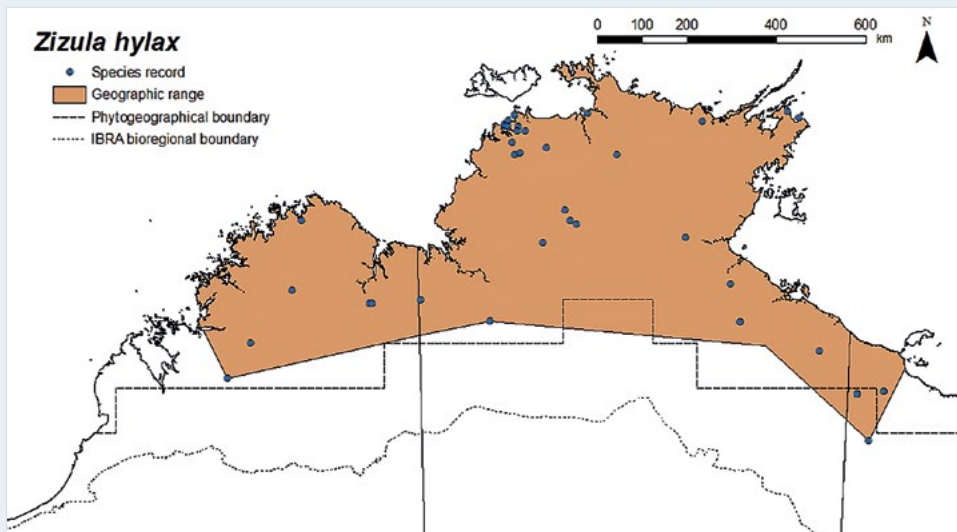 Zizula hylax
Species record
Geographic range
Phytogeographical boundary
IBRA bioregional boundary
0 100 200 400 600
km
N